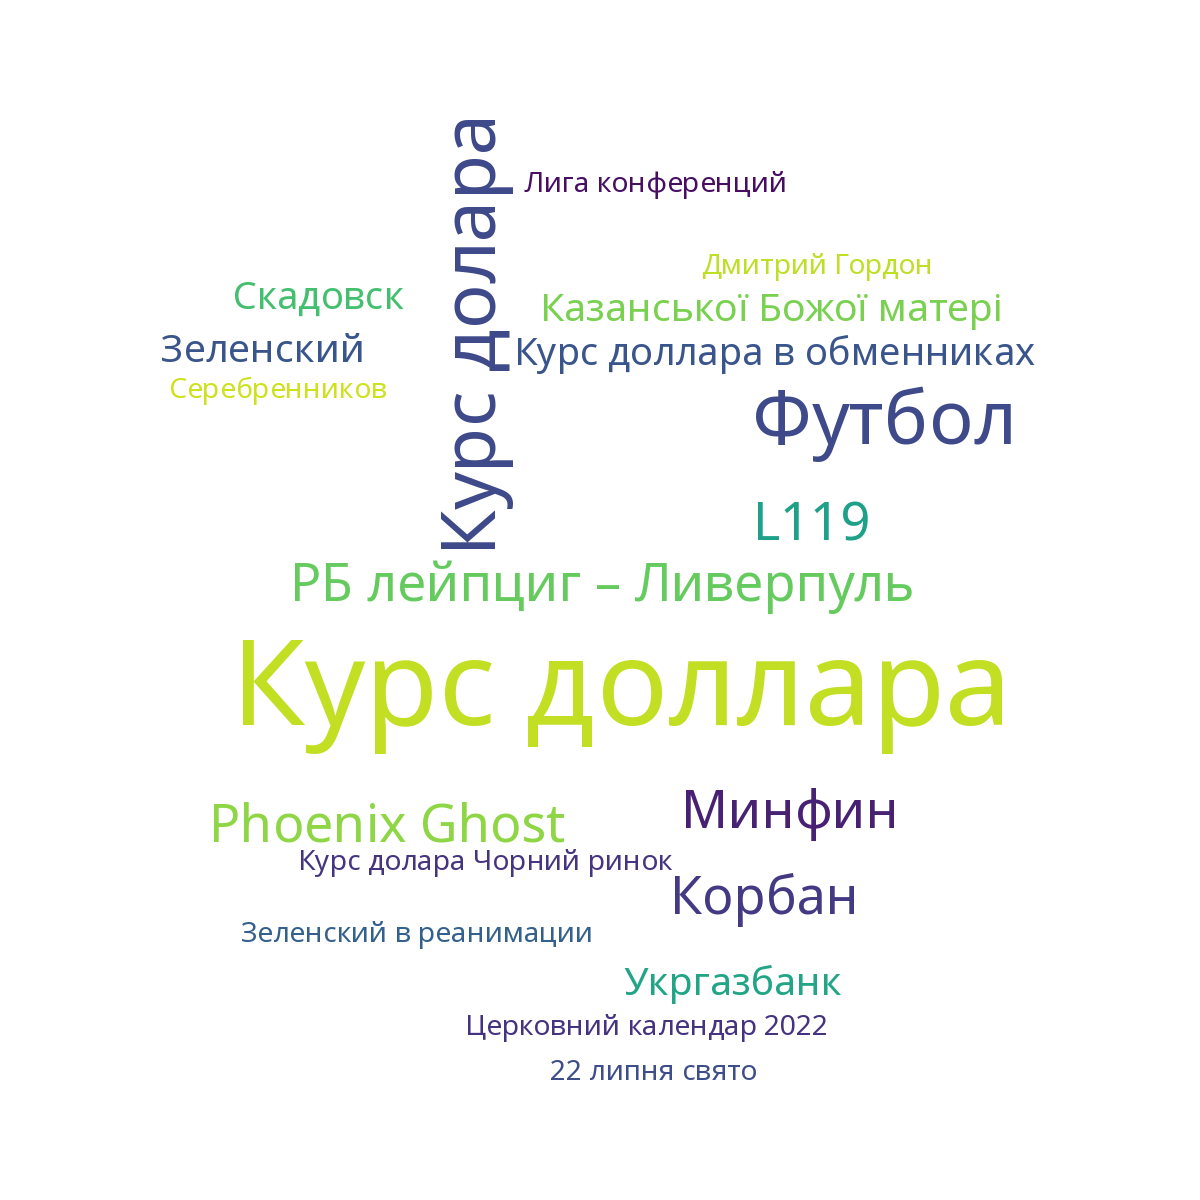 Курс долара
Лига конференций
Дмитрий Гордон
Скадовск
Казанської Божої матері
Зеленский
Курс доллара в обменниках
Серебренников
Футбол
L119
РБ лейпциг – Ливерпуль
Курс доллара
Phoenix Ghost
Минфин
Курс долара Чорний ринок
Корбан
Зеленский в реанимации
Укргазбанк
Церковний календар 2022
22 липня свято